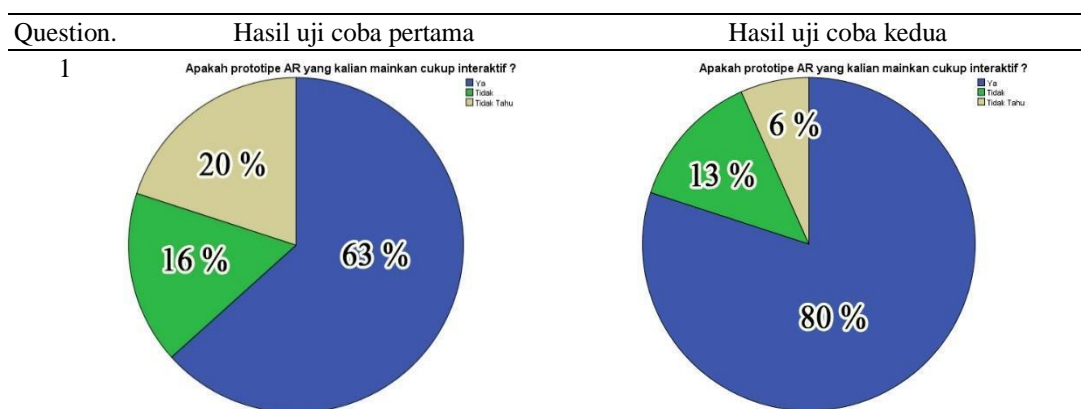 Question. Hasil uji coba pertama Hasil uji coba kedua
1
Apakah prototipe AR yang kalian mainkan cukup interaktif ?
Ya
Tidak
Tidak Tahu
20 %
16 %
63 %
Apakah prototipe AR yang kalian mainkan cukup interaktif ?
Ya
Tidak
Tidak Tahu
6 %
13 %
80 %